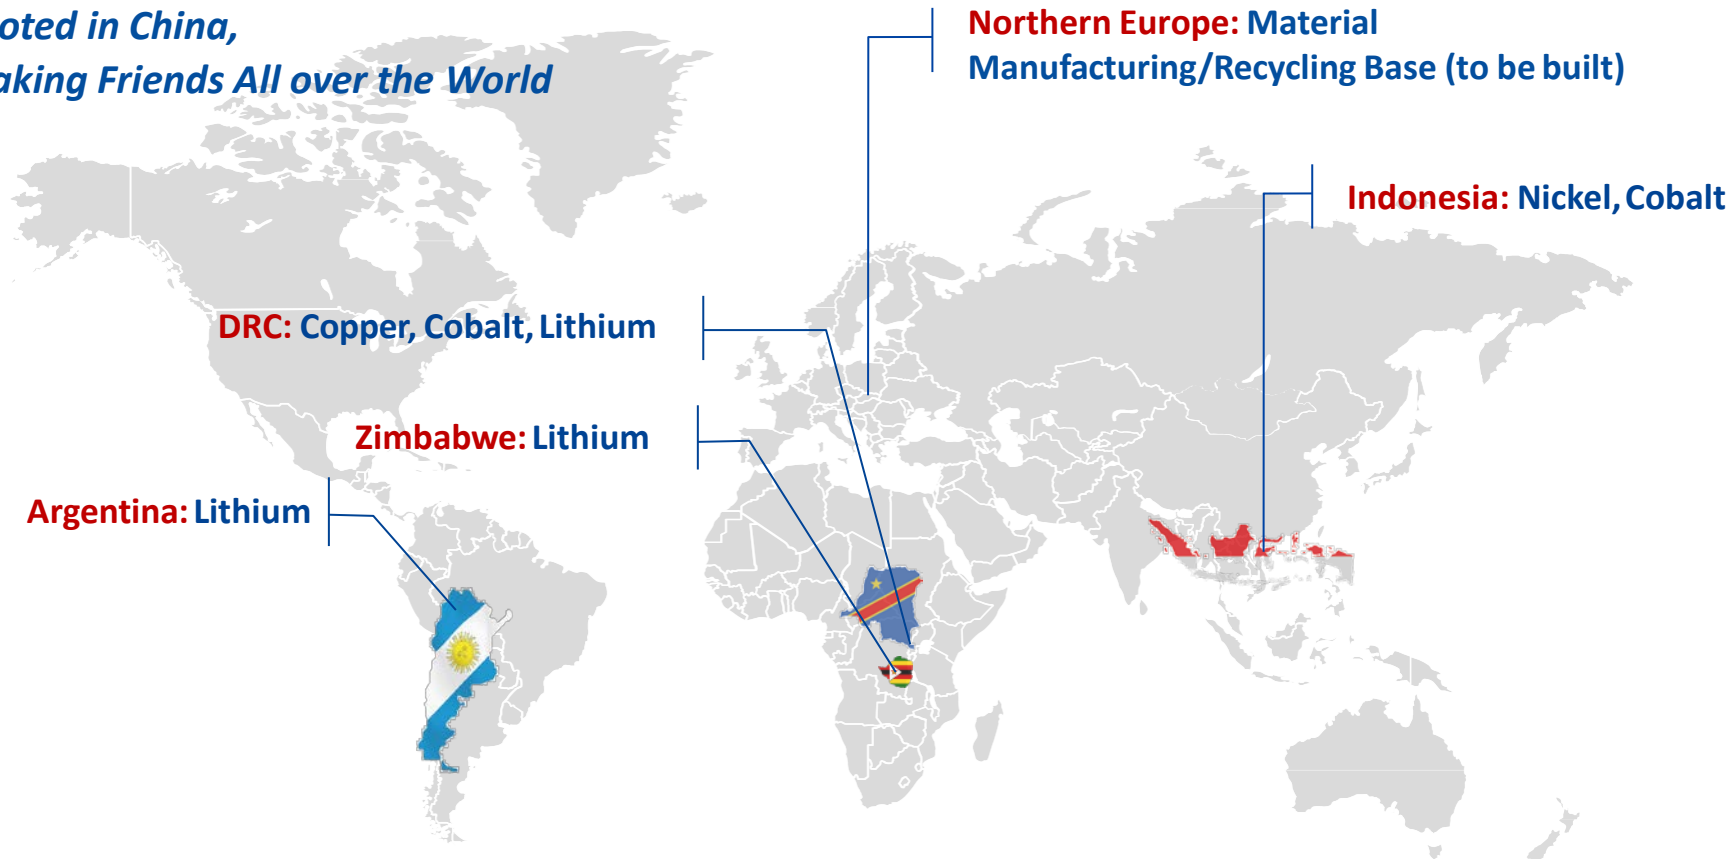 oted in China,
aking Friends All over the World
Northern Europe: Material
Manufacturing/Recycling Base (to be built)
Indonesia: Nickel, Cobalt
DRC: Copper, Cobalt, Lithium
Zimbabwe: Lithium
Argentina: Lithium